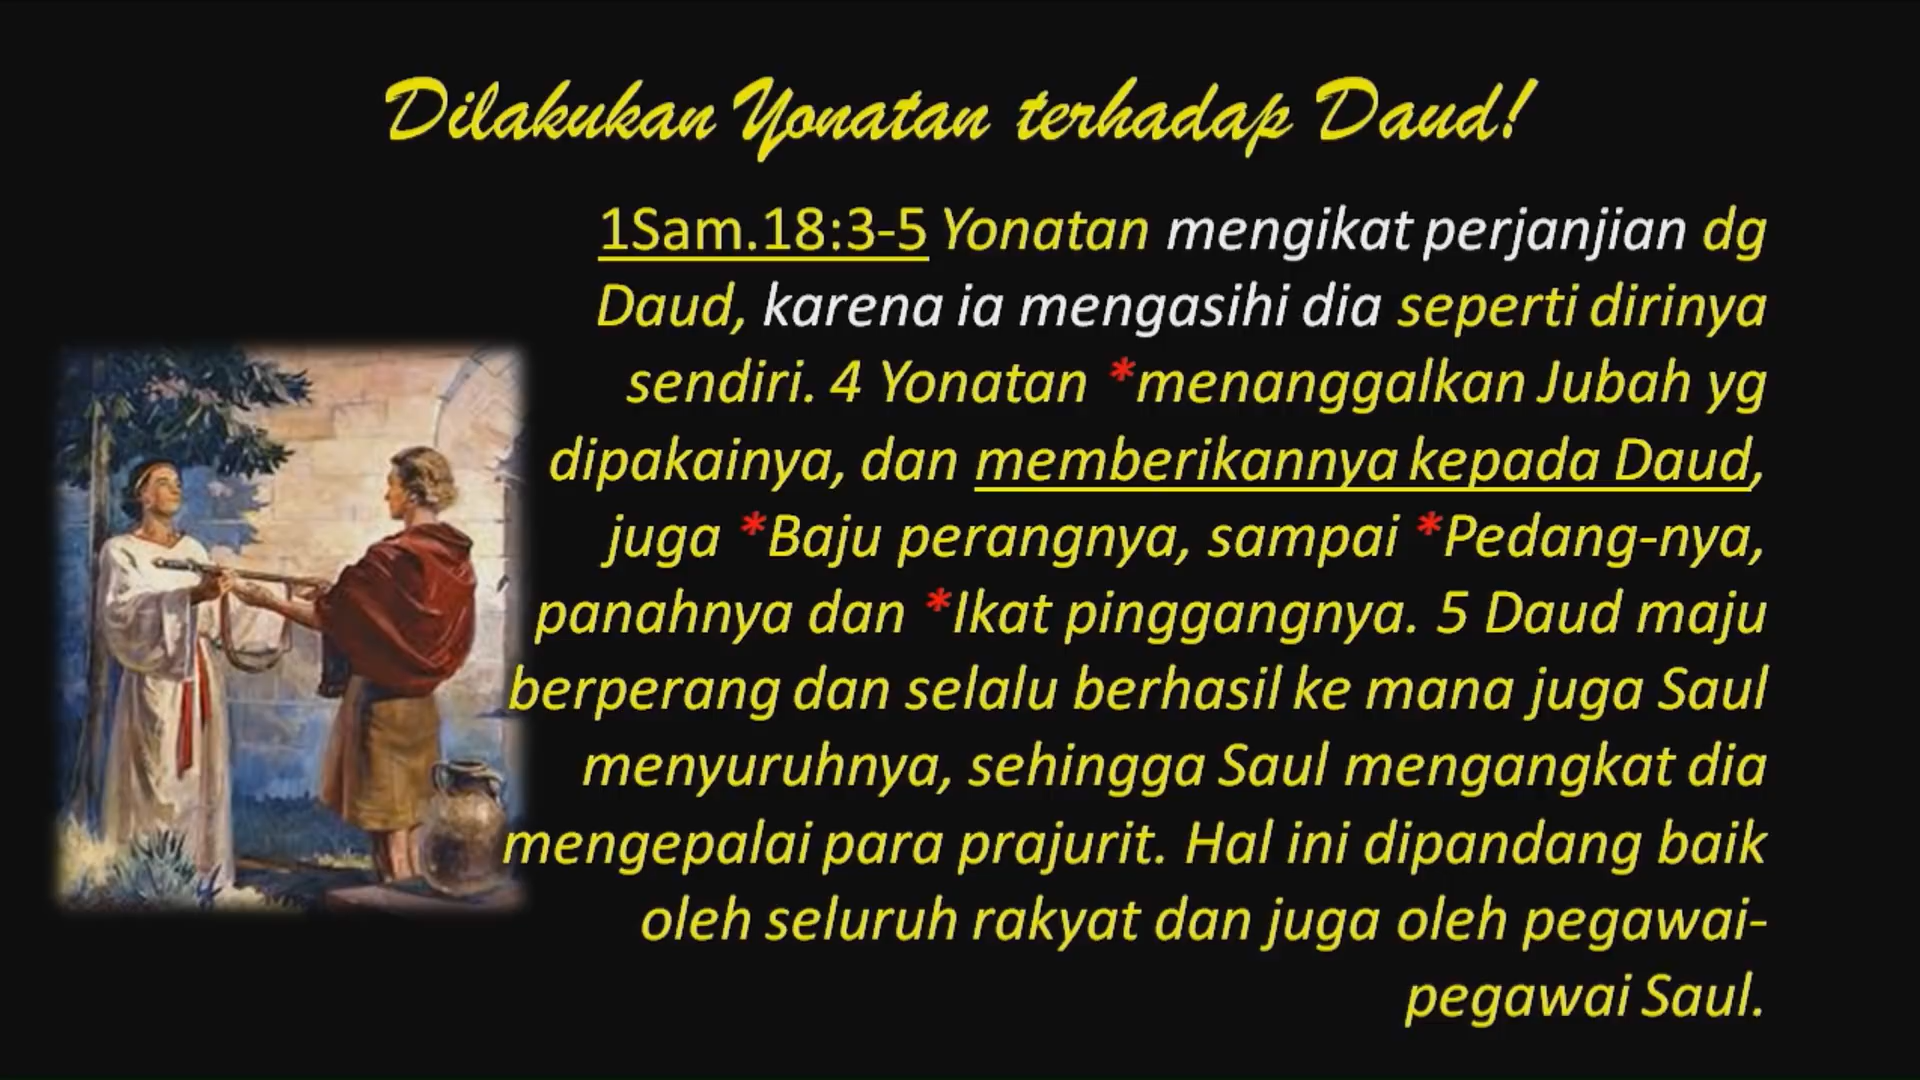 Dilakukan Yonatan terhadap Daud!
1Sam.18:3-5 Yonatan mengikat perjanjian dg
Daud, karena ia mengasihi dia seperti dirinya
sendiri. 4 Yonatan *menanggalkan Jubah yg
dipakainya, dan memberikannya kepada Daud,
juga *Baju perangnya, sampai *Pedang-nya,
panahnya dan *Ikat pinggangnya. 5 Daud maju
berperang dan selalu berhasil ke mana juga Saul
menyuruhnya, sehingga Saul mengangkat dia
mengepalai para prajurit. Hal ini dipandang baik
oleh seluruh rakyat dan juga oleh pegawai-
pegawai Saul.